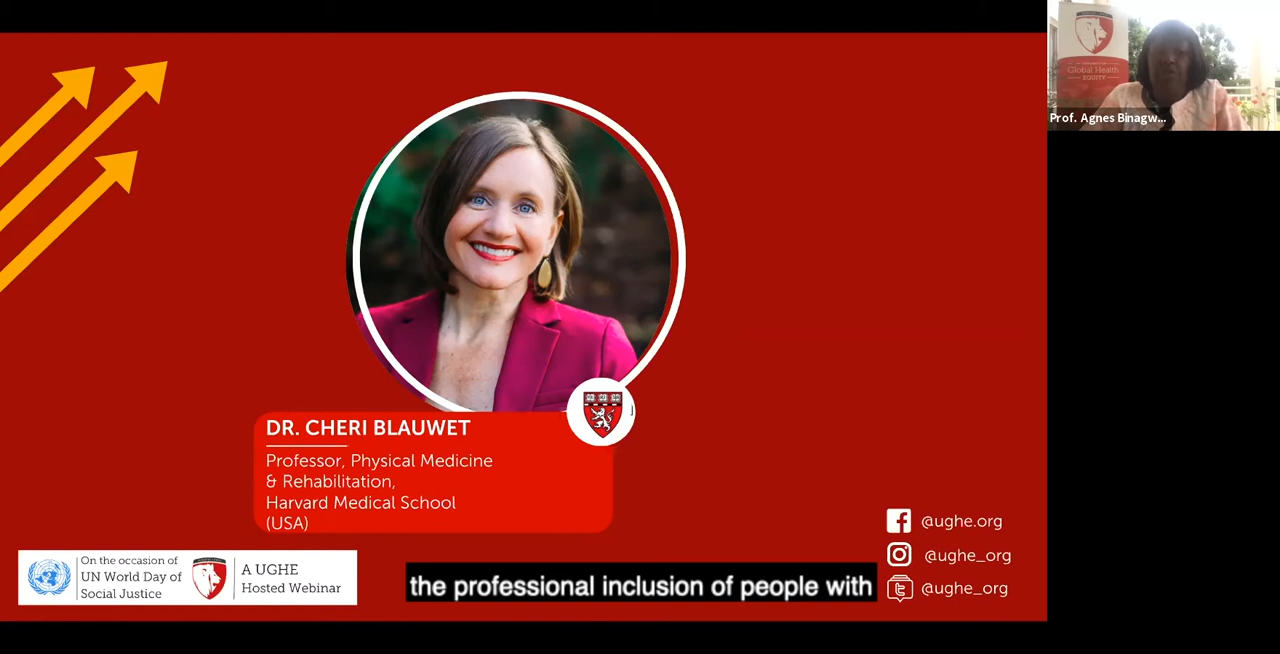 Global Health
EQUITY
Prof. Agnes Binagw...
DR. CHERI BLAUWET
Professor, Physical Medicine
& Rehabilitation,
Harvard Medical School
(USA)
@ughe.org
@ughe_org
@ughe_org
On the occasion of
UN World Day of
Social Justice
A UGHE
Hosted Webinar
the professional inclusion of people with